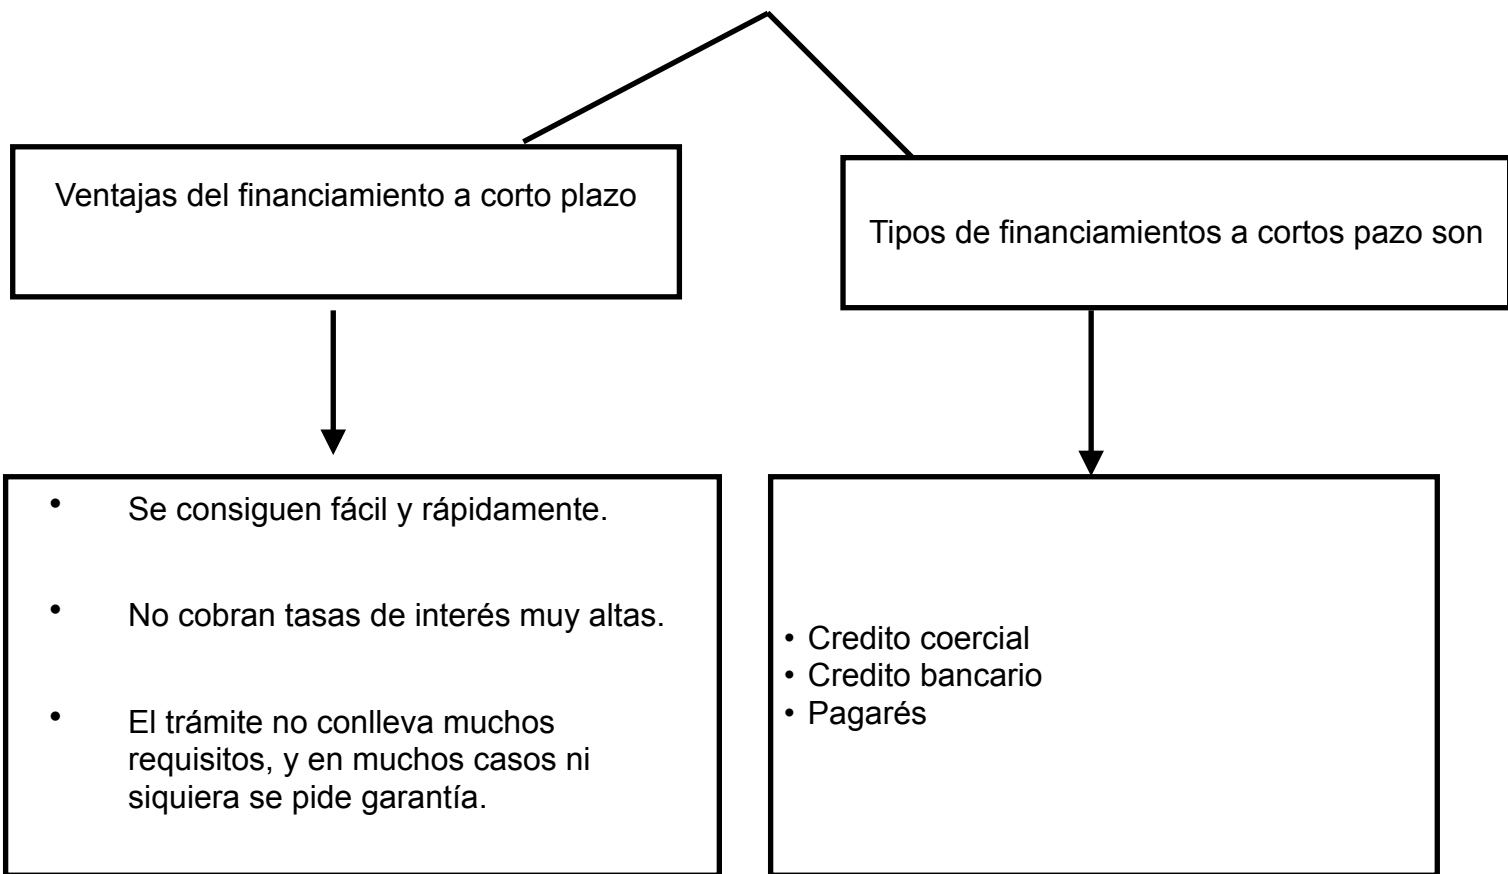 Ventajas del financiamiento a corto plazo
Tipos de financiamientos a cortos pazo son
• Se consiguen fácil y rápidamente.
• No cobran tasas de interés muy altas.
• El trámite no conlleva muchos
requisitos, y en muchos casos ni
siquiera se pide garantía.
• Credito coercial
• Credito bancario
• Pagarés